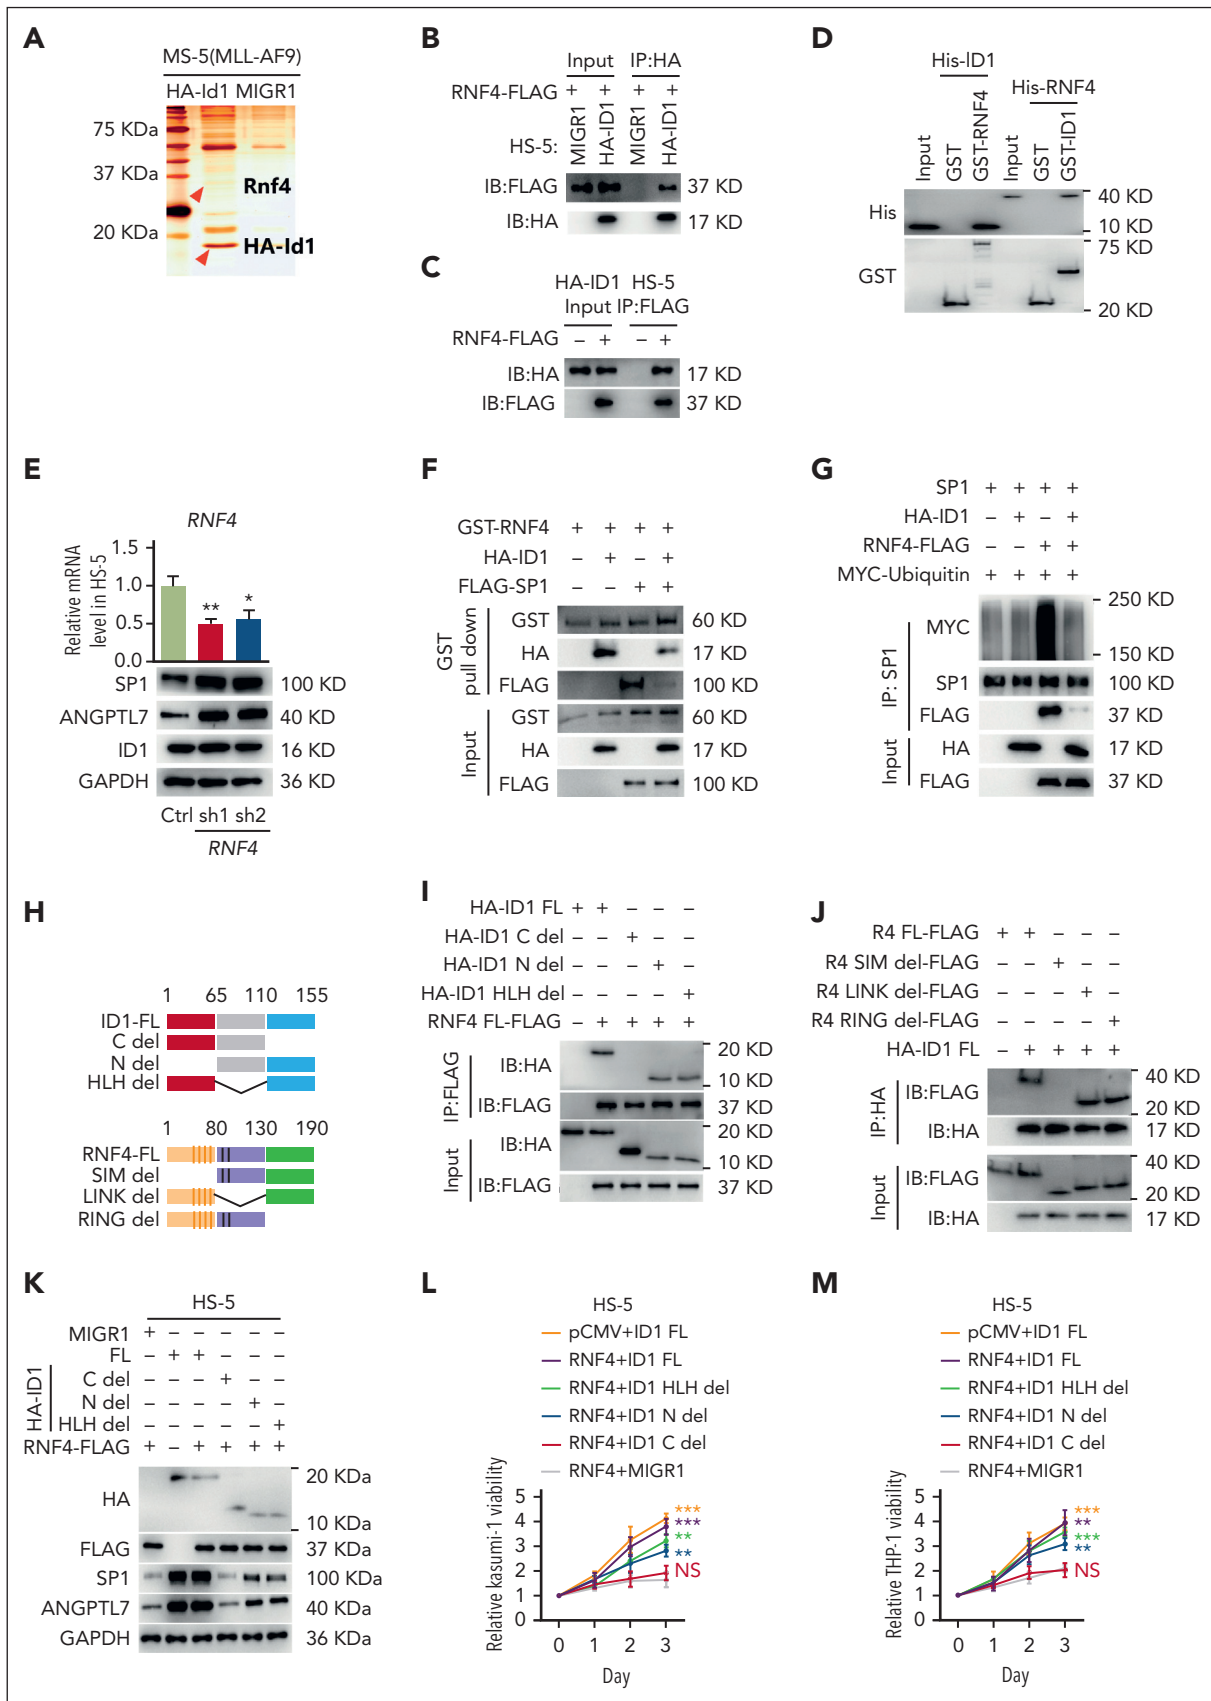 A
MS-5(MLL-AF9)
HA-Id1 MIGR1
75 KDa
37 KDa
Rnf4
20 KDa
HA-Id1
B
Input IP:HA
RNF4-FLAG + + + +
HS-5: MIGR1 HA-ID1 MIGR1 HA-ID1
IB:FLAG 37 KD
IB:HA 17 KD
C
HA-ID1 HS-5
Input IP:FLAG
RNF4-FLAG – + – +
IB:HA 17 KD
IB:FLAG 37 KD
D
His-ID1
His-RNF4
Input GST GST-RNF4 Input GST GST-ID1
His 40 KD
10 KD
75 KD
GST
20 KD
E
RNF4
Relative mRNA
level in HS-5
1.5
1.0
0.5
0.0
** *
SP1 100 KD
ANGPTL7 40 KD
ID1 16 KD
GAPDH 36 KD
Ctrl sh1 sh2
RNF4
F
GST-RNF4 + + + +
HA-ID1 – + – +
FLAG-SP1 – – + +
GST
pull down
GST 60 KD
HA 17 KD
FLAG 100 KD
Input
GST 60 KD
HA 17 KD
FLAG 100 KD
G
SP1 + + + +
HA-ID1 – + – +
RNF4-FLAG – – + +
MYC-Ubiquitin + + + +
IP: SP1
250 KD
MYC
150 KD
SP1 100 KD
FLAG 37 KD
Input
HA 17 KD
FLAG 37 KD
H
1 65 110 155
ID1-FL
C del
N del
HLH del
1 80 130 190
RNF4-FL
SIM del
LINK del
RING del
I
HA-ID1 FL + + – – –
HA-ID1 C del – – + – –
HA-ID1 N del – – – + –
HA-ID1 HLH del – – – – +
RNF4 FL-FLAG – + + + +
IP:FLAG
20 KD
IB:HA
10 KD
IB:FLAG 37 KD
Input
20 KD
IB:HA
10 KD
IB:FLAG 37 KD
J
R4 FL-FLAG + + – – –
R4 SIM del-FLAG – – + – –
R4 LINK del-FLAG – – – + –
R4 RING del-FLAG – – – – +
HA-ID1 FL – + + + +
IP:HA
40 KD
IB:FLAG
20 KD
IB:HA 17 KD
Input
40 KD
IB:FLAG
20 KD
IB:HA 17 KD
K
HS-5
MIGR1 + – – – – –
HA-ID1
FL – + + – – –
C del – – – + – –
N del – – – – + –
HLH del – – – – – +
RNF4-FLAG + – + + + +
20 KDa
HA
10 KDa
FLAG 37 KDa
SP1 100 KDa
ANGPTL7 40 KDa
GAPDH 36 KDa
L
HS-5
pCMV+ID1 FL
RNF4+ID1 FL
RNF4+ID1 HLH del
RNF4+ID1 N del
RNF4+ID1 C del
RNF4+MIGR1
Relative kasumi-1 viability
5
4
3
2
1
0
***
***
**
**
NS
0 1 2 3
Day
M
HS-5
pCMV+ID1 FL
RNF4+ID1 FL
RNF4+ID1 HLH del
RNF4+ID1 N del
RNF4+ID1 C del
RNF4+MIGR1
Relative THP-1 viability
5
4
3
2
1
0
***
**
***
**
NS
0 1 2 3
Day